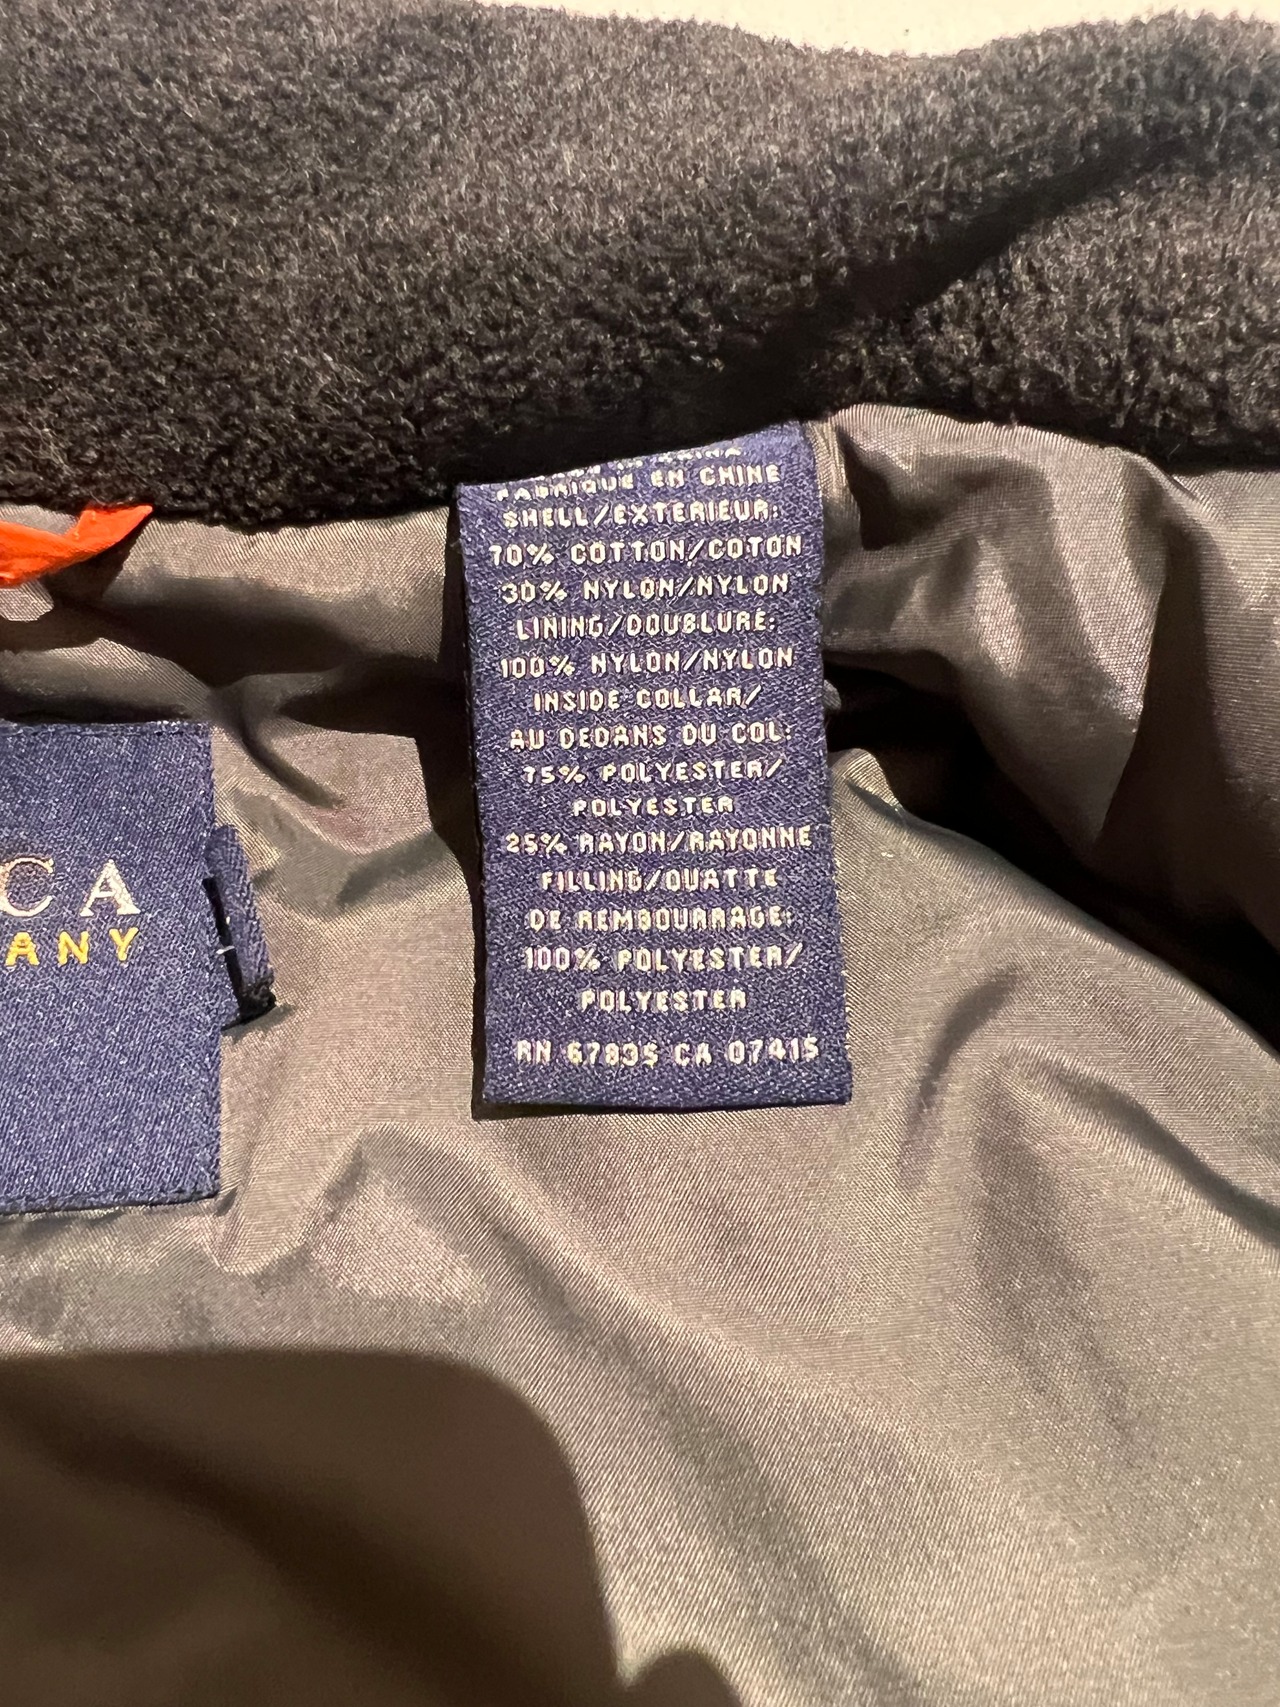 CA
ANY
FABRIQUE EN CHINE
SHELL/EXTERIEUR:
70% COTTON/COTON
30% NYLON/NYLON
LINING/DOUBLURE:
100% NYLON/NYLON
INSIDE COLLAR/
AU DEDANS DU COL:
75% POLYESTER/
POLYESTER
25% RAYON/RAYONNE
FILLING/OUATTE
DE REMBOURRAGE:
100% POLYESTER/
POLYESTER
RN 67835 CA 07415